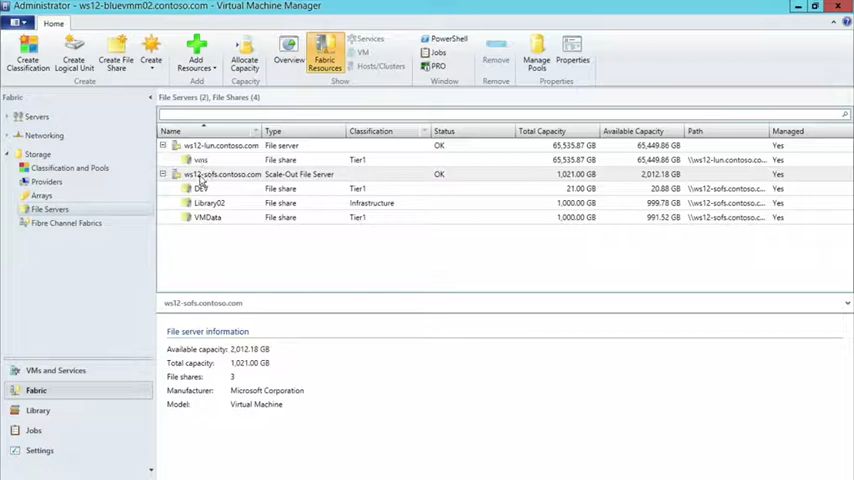 Administrator - ws12-bluevmm02.contoso.com - Virtual Machine Manager
Home
Create Classification
Create Logical Unit
Create File Share
Create
Add Resources
Allocate Capacity
Overview
Fabric Resources
Services
VM
Hosts/Clusters
PowerShell
Jobs
PRO
Remove
Manage Pools
Properties
Create
Add
Capacity
Show
Window
Remove
Properties
Fabric
Servers
Networking
Storage
Classification and Pools
Providers
Arrays
File Servers
Fibre Channel Fabrics
VMs and Services
Fabric
Library
Jobs
Settings
File Servers (2), File Shares (4)
Name Type Classification Status Total Capacity Available Capacity Path Managed
ws12-lun.contoso.com File server OK 65,535.87 GB 65,449.86 GB Yes
vms File share Tier1 65,535.87 GB 65,449.86 GB \\ws12-lun.contoso.co... Yes
ws12-sofs.contoso.com Scale-Out File Server OK 1,021.00 GB 2,012.18 GB Yes
DEV File share Tier1 21.00 GB 20.88 GB \\ws12-sofs.contoso.c... Yes
Library02 File share Infrastructure 1,000.00 GB 999.78 GB \\ws12-sofs.contoso.c... Yes
VMData File share Tier1 1,000.00 GB 991.52 GB \\ws12-sofs.contoso.c... Yes
ws12-sofs.contoso.com
File server information
Available capacity: 2,012.18 GB
Total capacity: 1,021.00 GB
File shares: 3
Manufacturer: Microsoft Corporation
Model: Virtual Machine